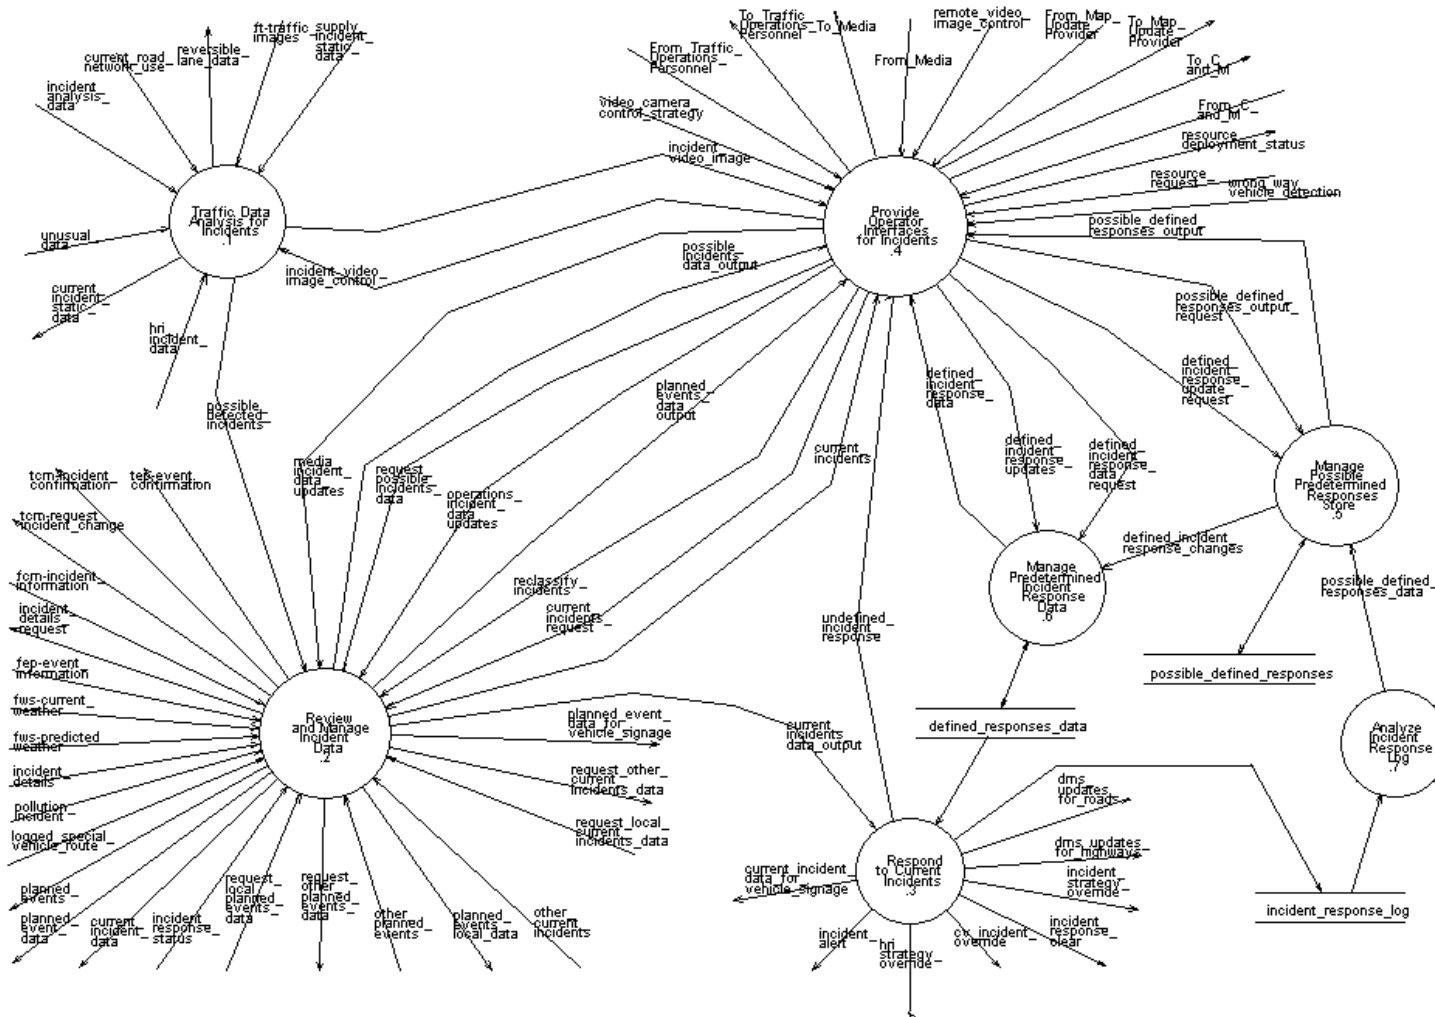 To_Traffic_
Operations_
Personnel
To_Media
remote_video_
image_control
From_Map_
Update_
Provider
To_Map_
Update_
Provider
ft-traffic_
images
supply_
incident_
static_
data
reversible_
lane_data
current_road_
network_use
incident_
analysis_
data
From_Traffic_
Operations_
Personnel
From_Media
To_C_
and_M
From_C_
and_M
video_camera_
control_strategy
resource_
deployment_status
incident_
video_image
resource_
request
wrong_way_
vehicle_detection
possible_defined_
responses_output
Traffic Data
Analysis for
Incidents
.1
Provide
Operator
Interfaces
for Incidents
.4
unusual_
data
incident_video_
image_control
possible_
incidents_
data_output
current_
incident_
static_
data
hri_
incident_
data
possible_defined_
responses_output_
request
defined_
incident_
response_
update_
request
possible_
detected_
incidents
planned_
events_
data_
output
defined_
incident_
response_
data
media_
incident_
data_
updates
request_
possible_
incidents_
data
operations_
incident_
data_
updates
current_
incidents
defined_
incident_
response_
updates
defined_
incident_
response_
data_
request
Manage
Possible
Predetermined
Responses
Store
.5
tcm-incident_
confirmation
tep-event_
confirmation
tcm-request_
incident_change
defined_incident_
response_changes
fcm-incident_
information
incident_
details_
request
reclassify_
incidents
current_
incidents_
request
undefined_
incident_
response
Manage
Predetermined
Incident
Response
Data
.6
possible_defined_
responses_data
fep-event_
information
fws-current_
weather
fws-predicted_
weather
incident_
details
pollution_
incident
logged_special_
vehicle_route
Review
and Manage
Incident
Data
.2
planned_event_
data_for_
vehicle_signage
request_other_
current_
incidents_data
request_local_
current_
incidents_data
current_
incidents_
data_output
defined_responses_data
possible_defined_responses
Analyze
Incident
Response
Log
.7
dms_
updates_
for_roads
dms_updates_
for_highways
incident_
strategy_
override
current_incident_
data_for_
vehicle_signage
Respond
to Current
Incidents
.3
incident_response_log
planned_
events
planned_
event_
data
current_
incident_
data
incident_
response_
status
request_
local_
planned_
events_
data
request_
other_
planned_
events_
data
other_
planned_
events
planned_
events_
local_data
other_
current_
incidents
incident_
alert
hri_
strategy_
override
cv_incident_
override
incident_
response_
clear